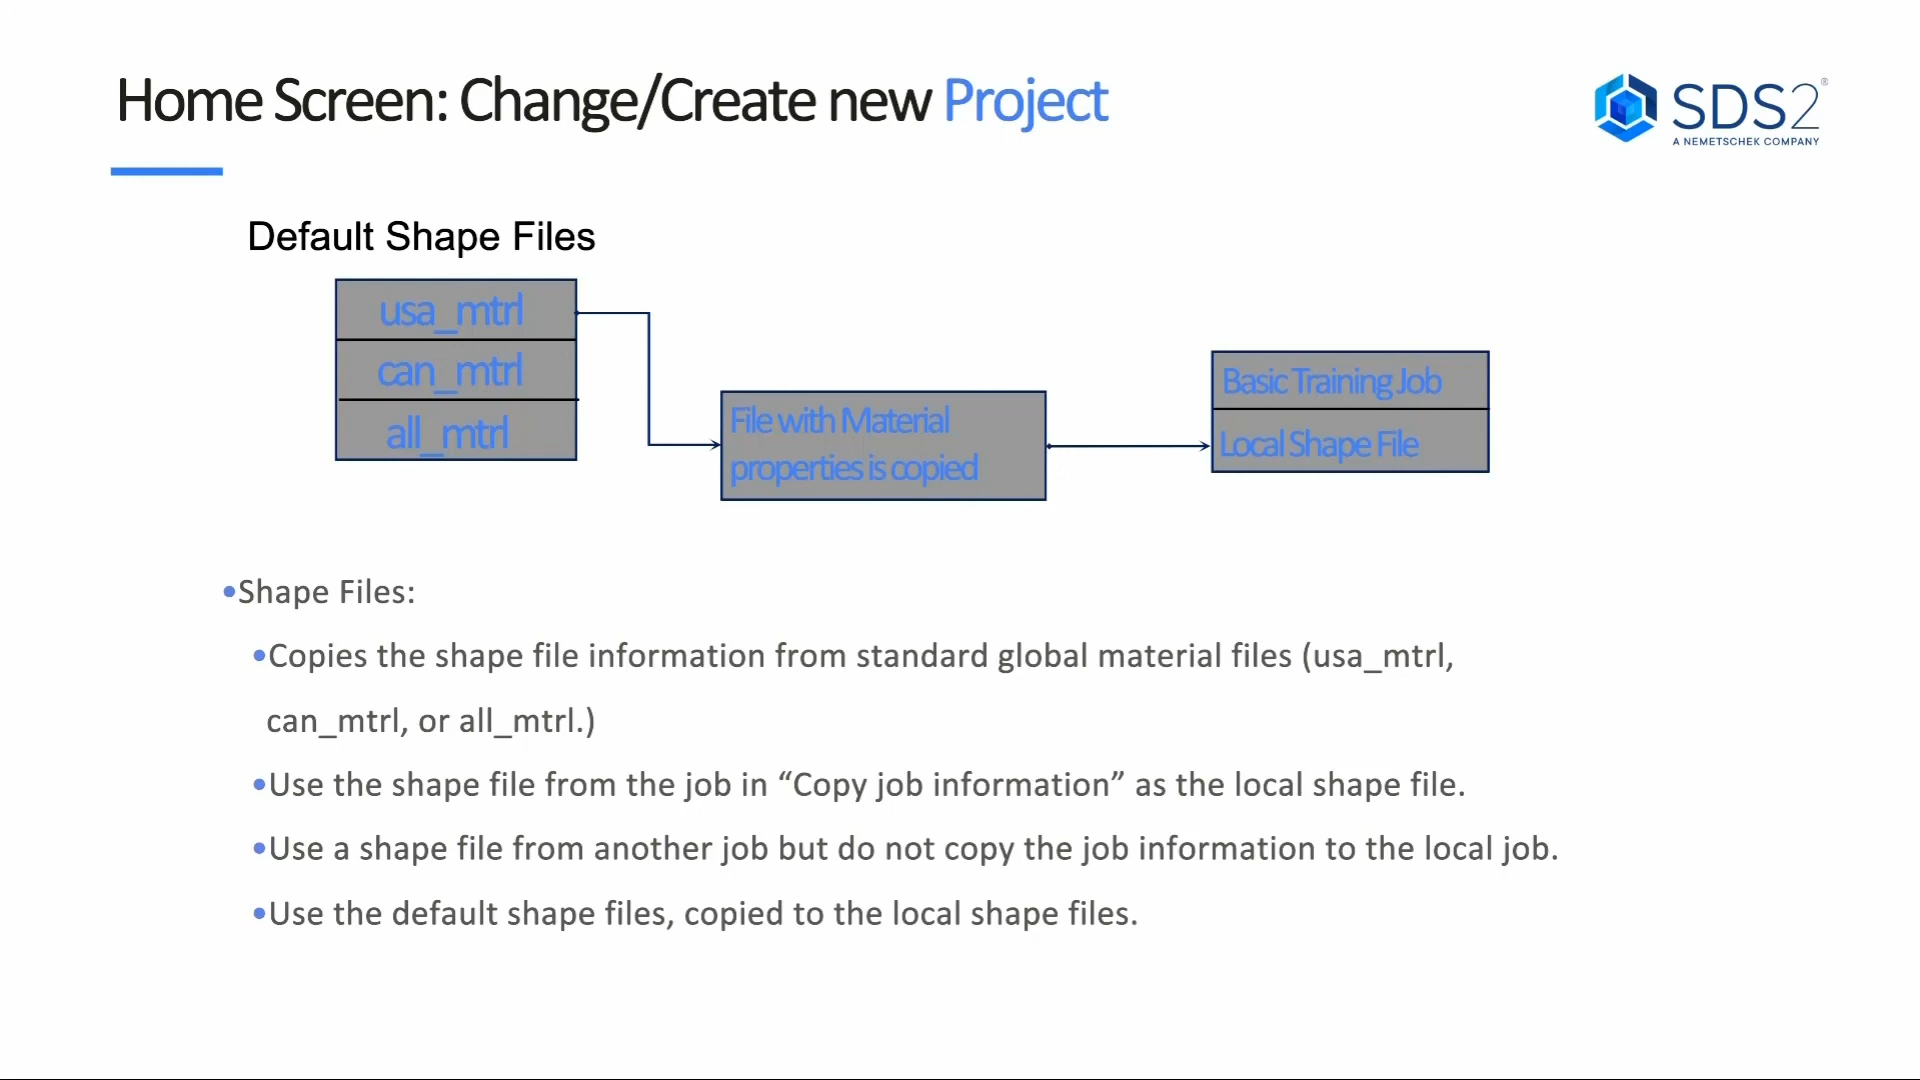 Home Screen: Change/Create new Project
SDS2®
A NEMETSCHEK COMPANY
Default Shape Files
usa_mtrl
can_mtrl
all_mtrl
File with Material
properties is copied
Basic Training Job
Local Shape File
•Shape Files:
•Copies the shape file information from standard global material files (usa_mtrl,
can_mtrl, or all_mtrl.)
•Use the shape file from the job in “Copy job information” as the local shape file.
•Use a shape file from another job but do not copy the job information to the local job.
•Use the default shape files, copied to the local shape files.